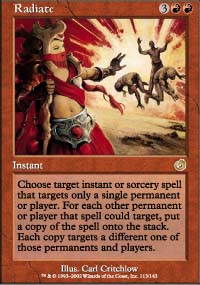 Radiate
3
Instant
Choose target instant or sorcery spell
that targets only a single permanent
or player. For each other permanent
or player that spell could target, put
a copy of the spell onto the stack.
Each copy targets a different one of
those permanents and players.
Illus. Carl Critchlow
™ & © 1993-2002 Wizards of the Coast, Inc. 113/143